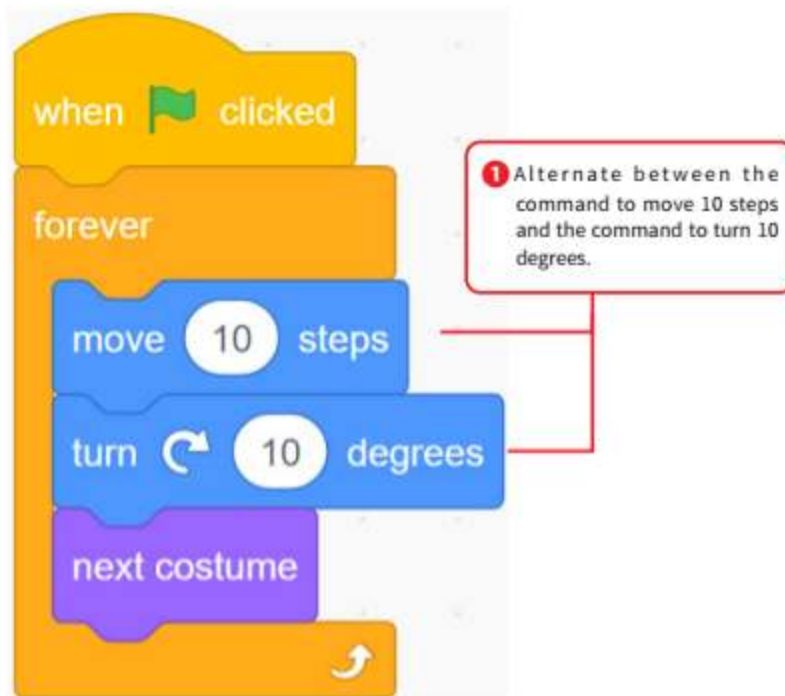 when clicked
forever
move 10 steps
turn 10 degrees
next costume
1 Alternate between the
command to move 10 steps
and the command to turn 10
degrees.